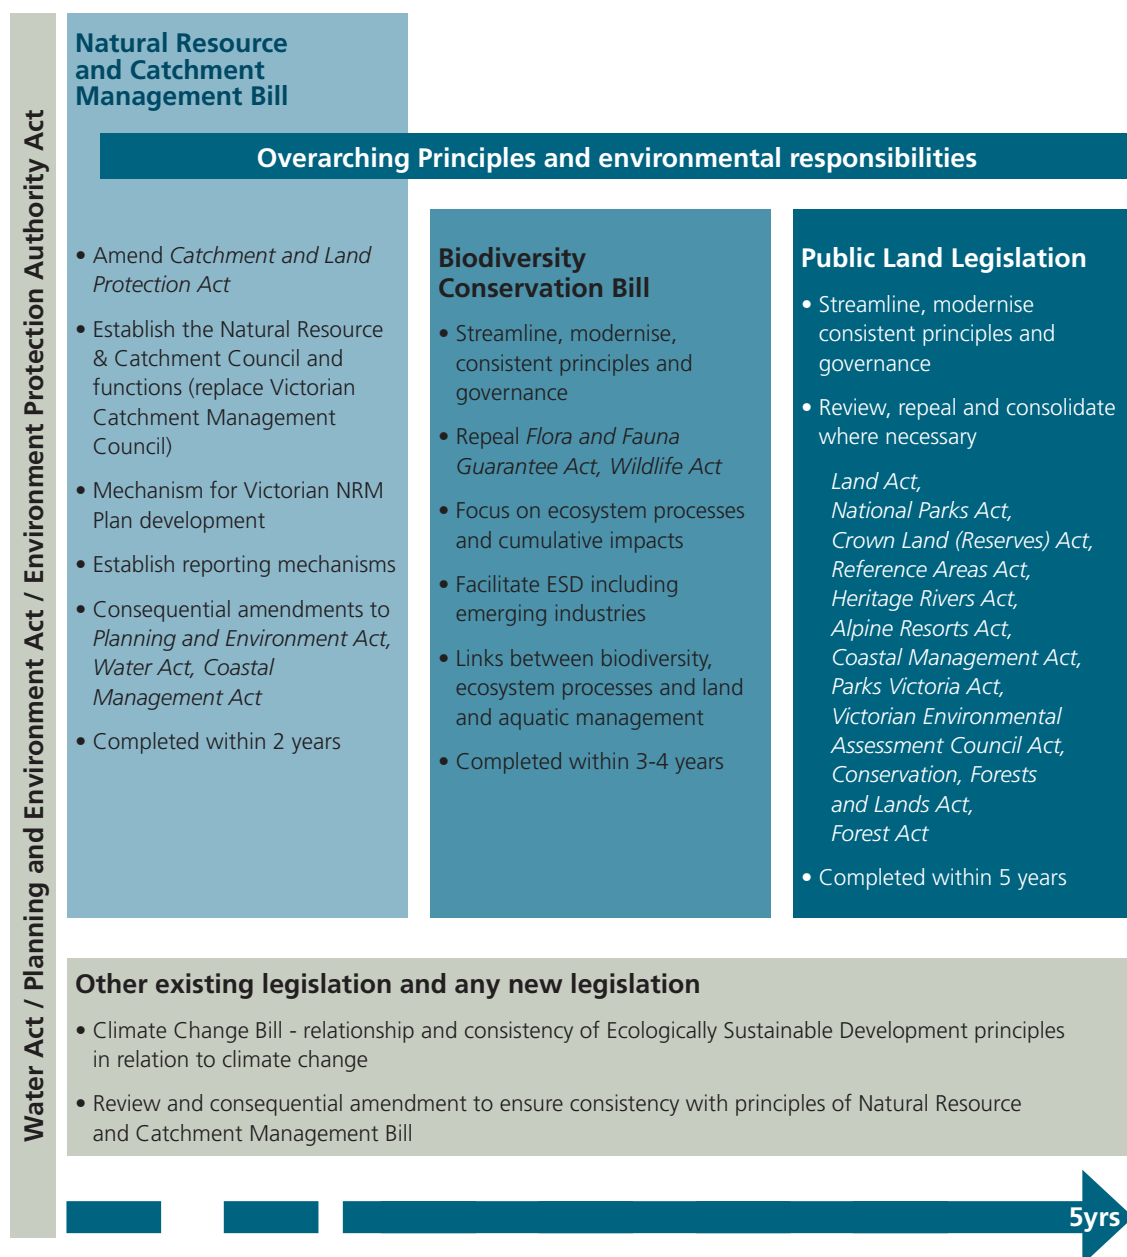 Water Act / Planning and Environment Act / Environment Protection Authority Act
Natural Resource
and Catchment
Management Bill
Overarching Principles and environmental responsibilities
• Amend Catchment and Land
Protection Act
• Establish the Natural Resource
& Catchment Council and
functions (replace Victorian
Catchment Management
Council)
• Mechanism for Victorian NRM
Plan development
• Establish reporting mechanisms
• Consequential amendments to
Planning and Environment Act,
Water Act, Coastal
Management Act
• Completed within 2 years
Biodiversity
Conservation Bill
• Streamline, modernise,
consistent principles and
governance
• Repeal Flora and Fauna
Guarantee Act, Wildlife Act
• Focus on ecosystem processes
and cumulative impacts
• Facilitate ESD including
emerging industries
• Links between biodiversity,
ecosystem processes and land
and aquatic management
• Completed within 3-4 years
Public Land Legislation
• Streamline, modernise
consistent principles and
governance
• Review, repeal and consolidate
where necessary
Land Act,
National Parks Act,
Crown Land (Reserves) Act,
Reference Areas Act,
Heritage Rivers Act,
Alpine Resorts Act,
Coastal Management Act,
Parks Victoria Act,
Victorian Environmental
Assessment Council Act,
Conservation, Forests
and Lands Act,
Forest Act
• Completed within 5 years
Other existing legislation and any new legislation
• Climate Change Bill - relationship and consistency of Ecologically Sustainable Development principles
in relation to climate change
• Review and consequential amendment to ensure consistency with principles of Natural Resource
and Catchment Management Bill
5yrs